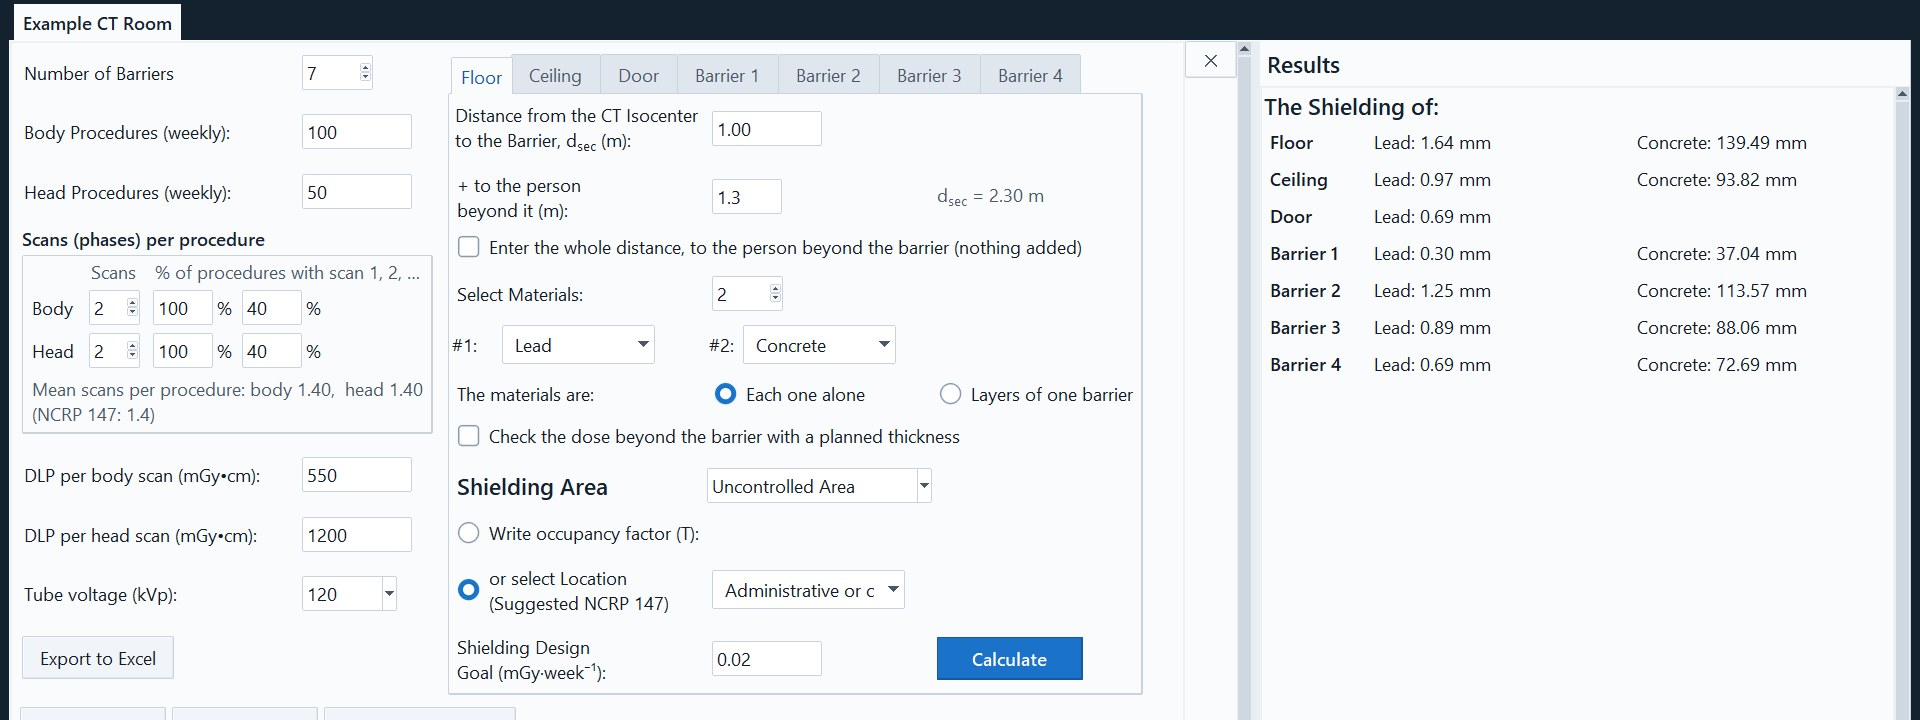 Example CT Room
Number of Barriers 7
Body Procedures (weekly): 100
Head Procedures (weekly): 50
Scans (phases) per procedure
Scans % of procedures with scan 1, 2, ...
Body 2 100 % 40 %
Head 2 100 % 40 %
Mean scans per procedure: body 1.40, head 1.40
(NCRP 147: 1.4)
DLP per body scan (mGy•cm): 550
DLP per head scan (mGy•cm): 1200
Tube voltage (kVp): 120
Export to Excel
Floor Ceiling Door Barrier 1 Barrier 2 Barrier 3 Barrier 4
Distance from the CT Isocenter
to the Barrier, dsec (m): 1.00
+ to the person
beyond it (m): 1.3 dsec = 2.30 m
Enter the whole distance, to the person beyond the barrier (nothing added)
Select Materials: 2
#1: Lead #2: Concrete
The materials are: Each one alone Layers of one barrier
Check the dose beyond the barrier with a planned thickness
Shielding Area Uncontrolled Area
Write occupancy factor (T):
or select Location
(Suggested NCRP 147) Administrative or c
Shielding Design
Goal (mGy·week⁻¹): 0.02 Calculate
Results
The Shielding of:
Floor Lead: 1.64 mm Concrete: 139.49 mm
Ceiling Lead: 0.97 mm Concrete: 93.82 mm
Door Lead: 0.69 mm
Barrier 1 Lead: 0.30 mm Concrete: 37.04 mm
Barrier 2 Lead: 1.25 mm Concrete: 113.57 mm
Barrier 3 Lead: 0.89 mm Concrete: 88.06 mm
Barrier 4 Lead: 0.69 mm Concrete: 72.69 mm